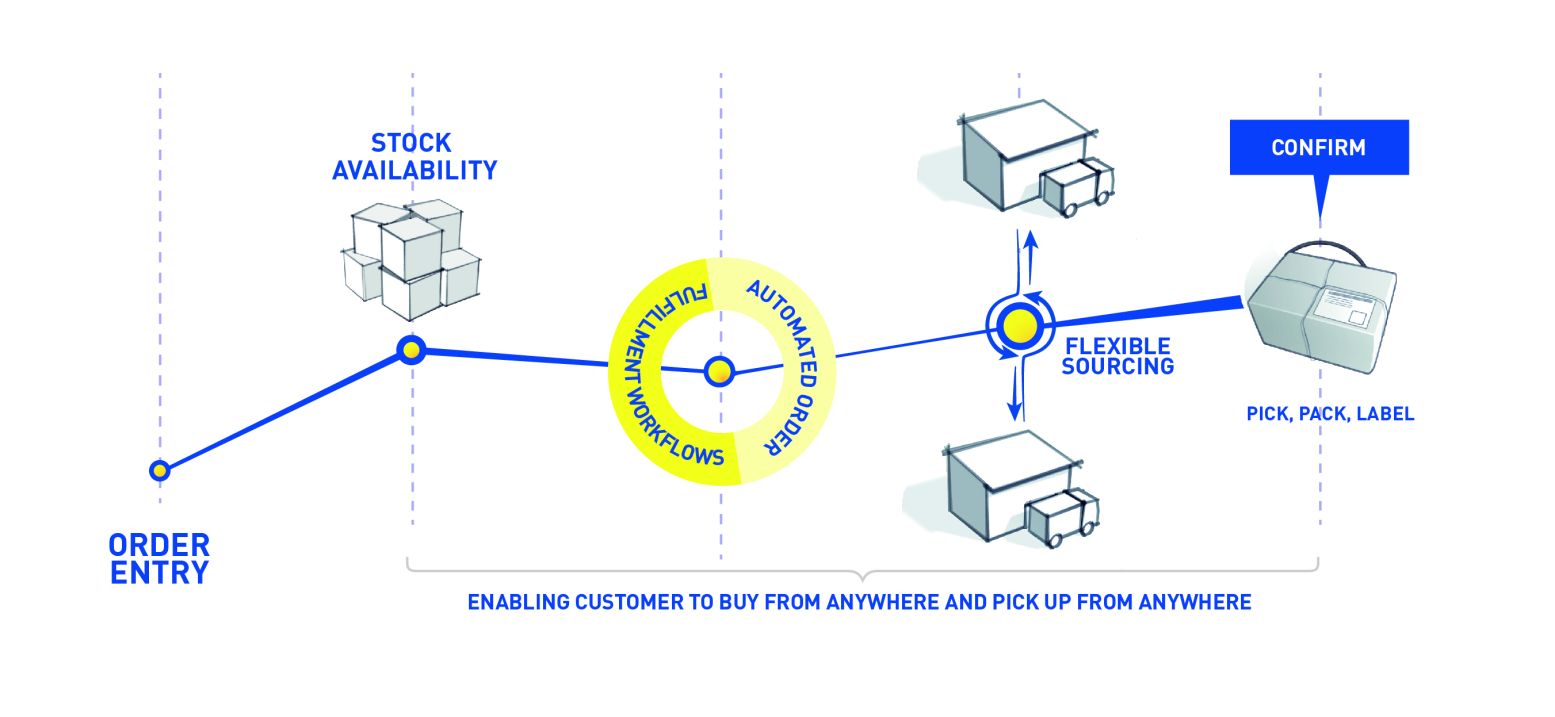 STOCK
AVAILABILITY
CONFIRM
AUTOMATED ORDER
FULFILLMENT WORKFLOWS
FLEXIBLE
SOURCING
PICK, PACK, LABEL
ORDER
ENTRY
ENABLING CUSTOMER TO BUY FROM ANYWHERE AND PICK UP FROM ANYWHERE